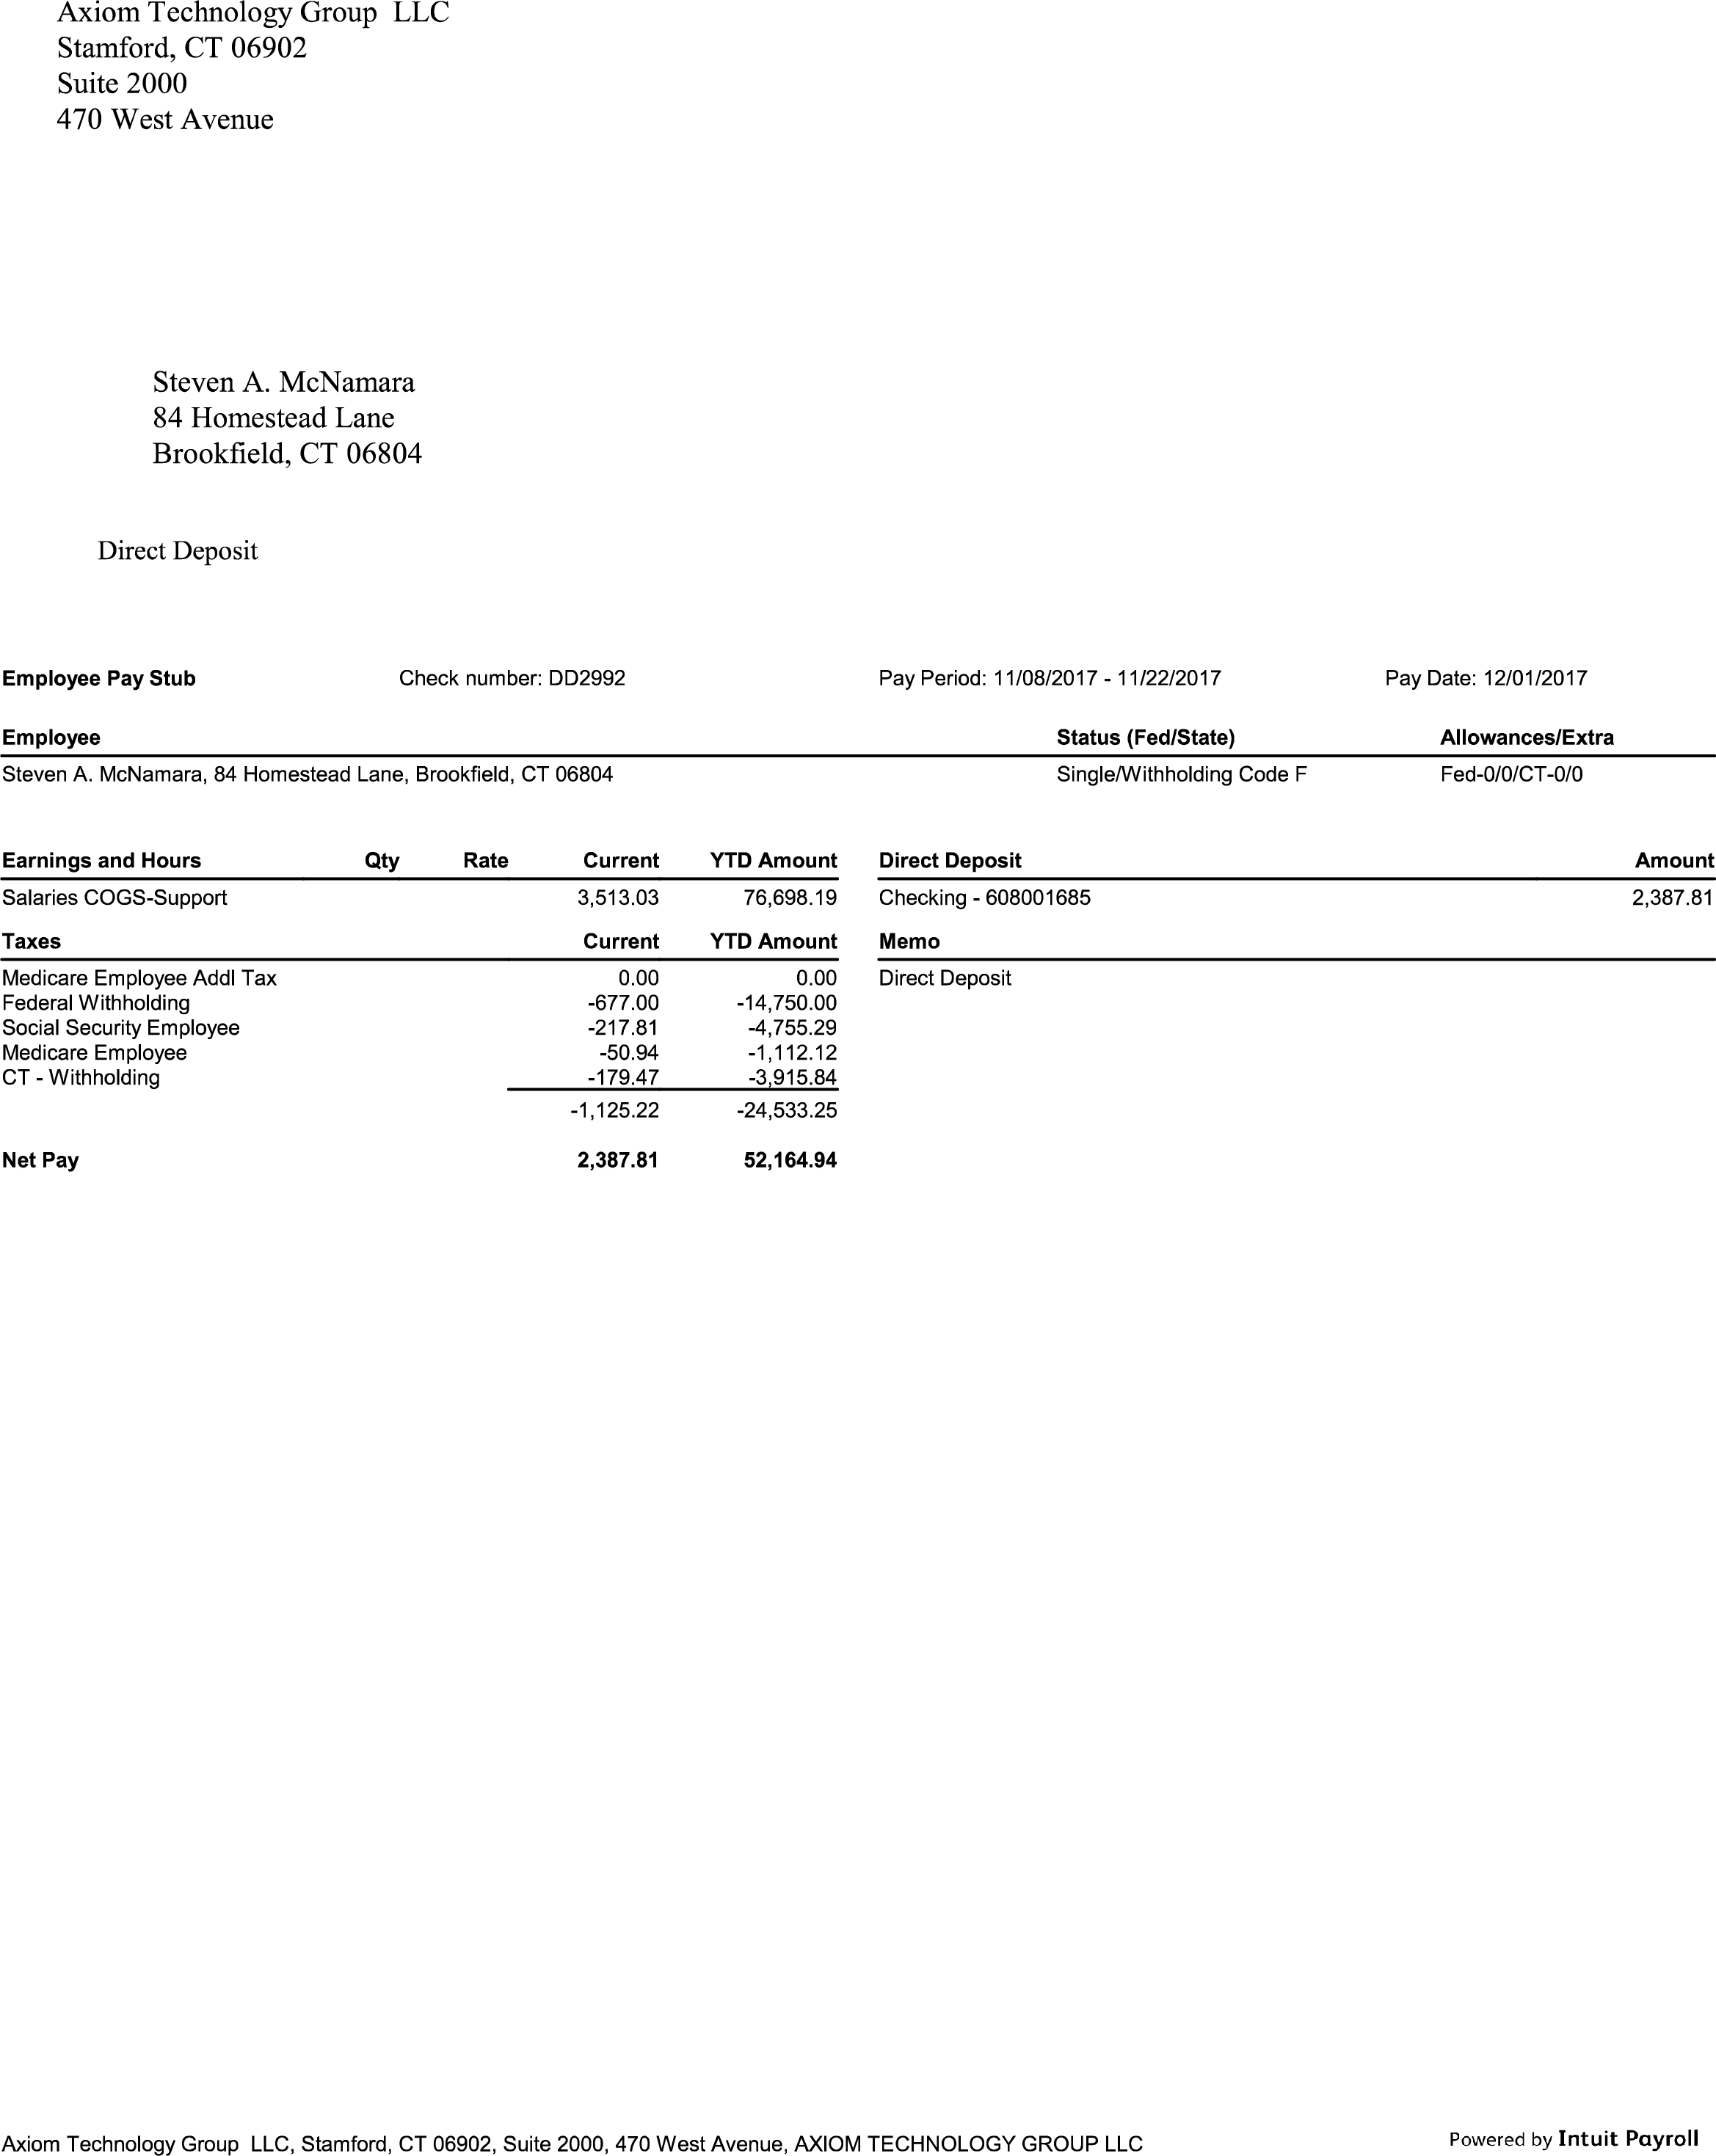 Axiom Technology Group  LLC
Stamford, CT 06902
Suite 2000
470 West Avenue
Steven A. McNamara
84 Homestead Lane
Brookfield, CT 06804
Direct Deposit
Employee Pay Stub Check number: DD2992 Pay Period: 11/08/2017 - 11/22/2017 Pay Date: 12/01/2017
Employee Status (Fed/State) Allowances/Extra
Steven A. McNamara, 84 Homestead Lane, Brookfield, CT 06804 Single/Withholding Code F Fed-0/0/CT-0/0
Earnings and Hours Qty Rate Current YTD Amount Direct Deposit Amount
Salaries COGS-Support 3,513.03 76,698.19 Checking - 608001685 2,387.81
Taxes Current YTD Amount Memo
Medicare Employee Addl Tax 0.00 0.00 Direct Deposit
Federal Withholding -677.00 -14,750.00
Social Security Employee -217.81 -4,755.29
Medicare Employee -50.94 -1,112.12
CT - Withholding -179.47 -3,915.84
-1,125.22 -24,533.25
Net Pay 2,387.81 52,164.94
Axiom Technology Group  LLC, Stamford, CT 06902, Suite 2000, 470 West Avenue, AXIOM TECHNOLOGY GROUP LLC Powered by Intuit Payroll